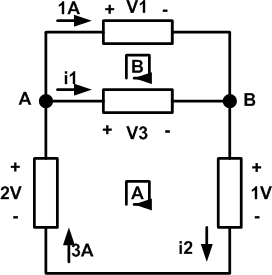 1A + V1 -
B
A i1 B
+ V3 -
+ +
2V A 1V
- -
3A i2